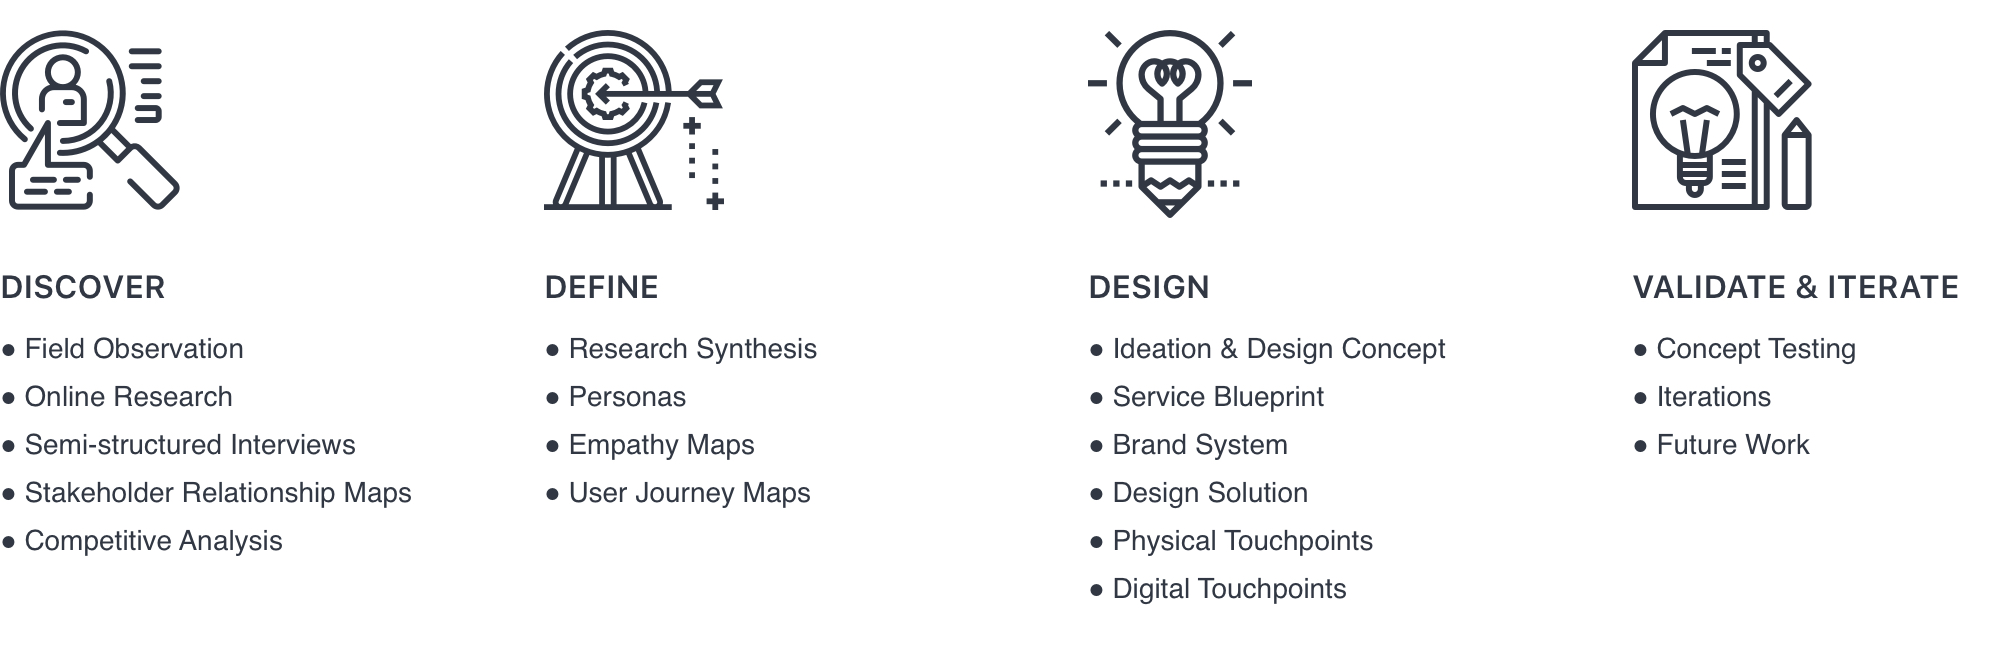 DISCOVER
● Field Observation
● Online Research
● Semi-structured Interviews
● Stakeholder Relationship Maps
● Competitive Analysis
DEFINE
● Research Synthesis
● Personas
● Empathy Maps
● User Journey Maps
DESIGN
● Ideation & Design Concept
● Service Blueprint
● Brand System
● Design Solution
● Physical Touchpoints
● Digital Touchpoints
VALIDATE & ITERATE
● Concept Testing
● Iterations
● Future Work